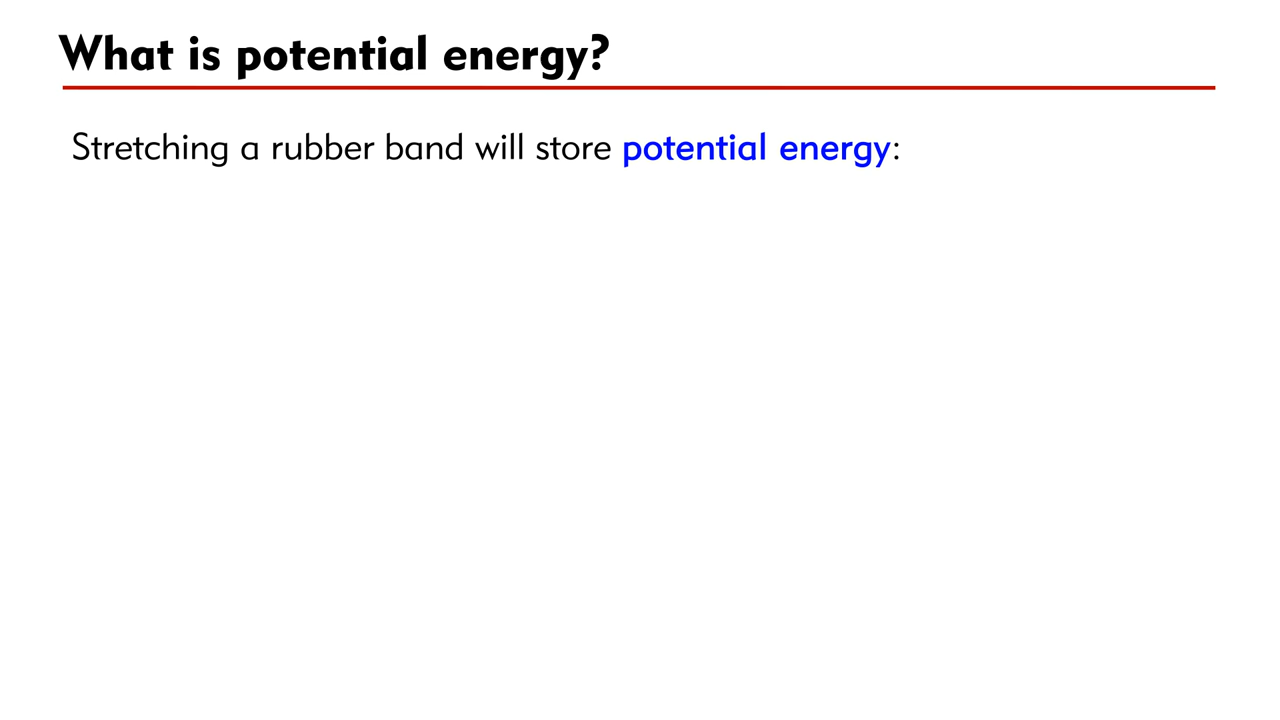 What is potential energy?
Stretching a rubber band will store potential energy: